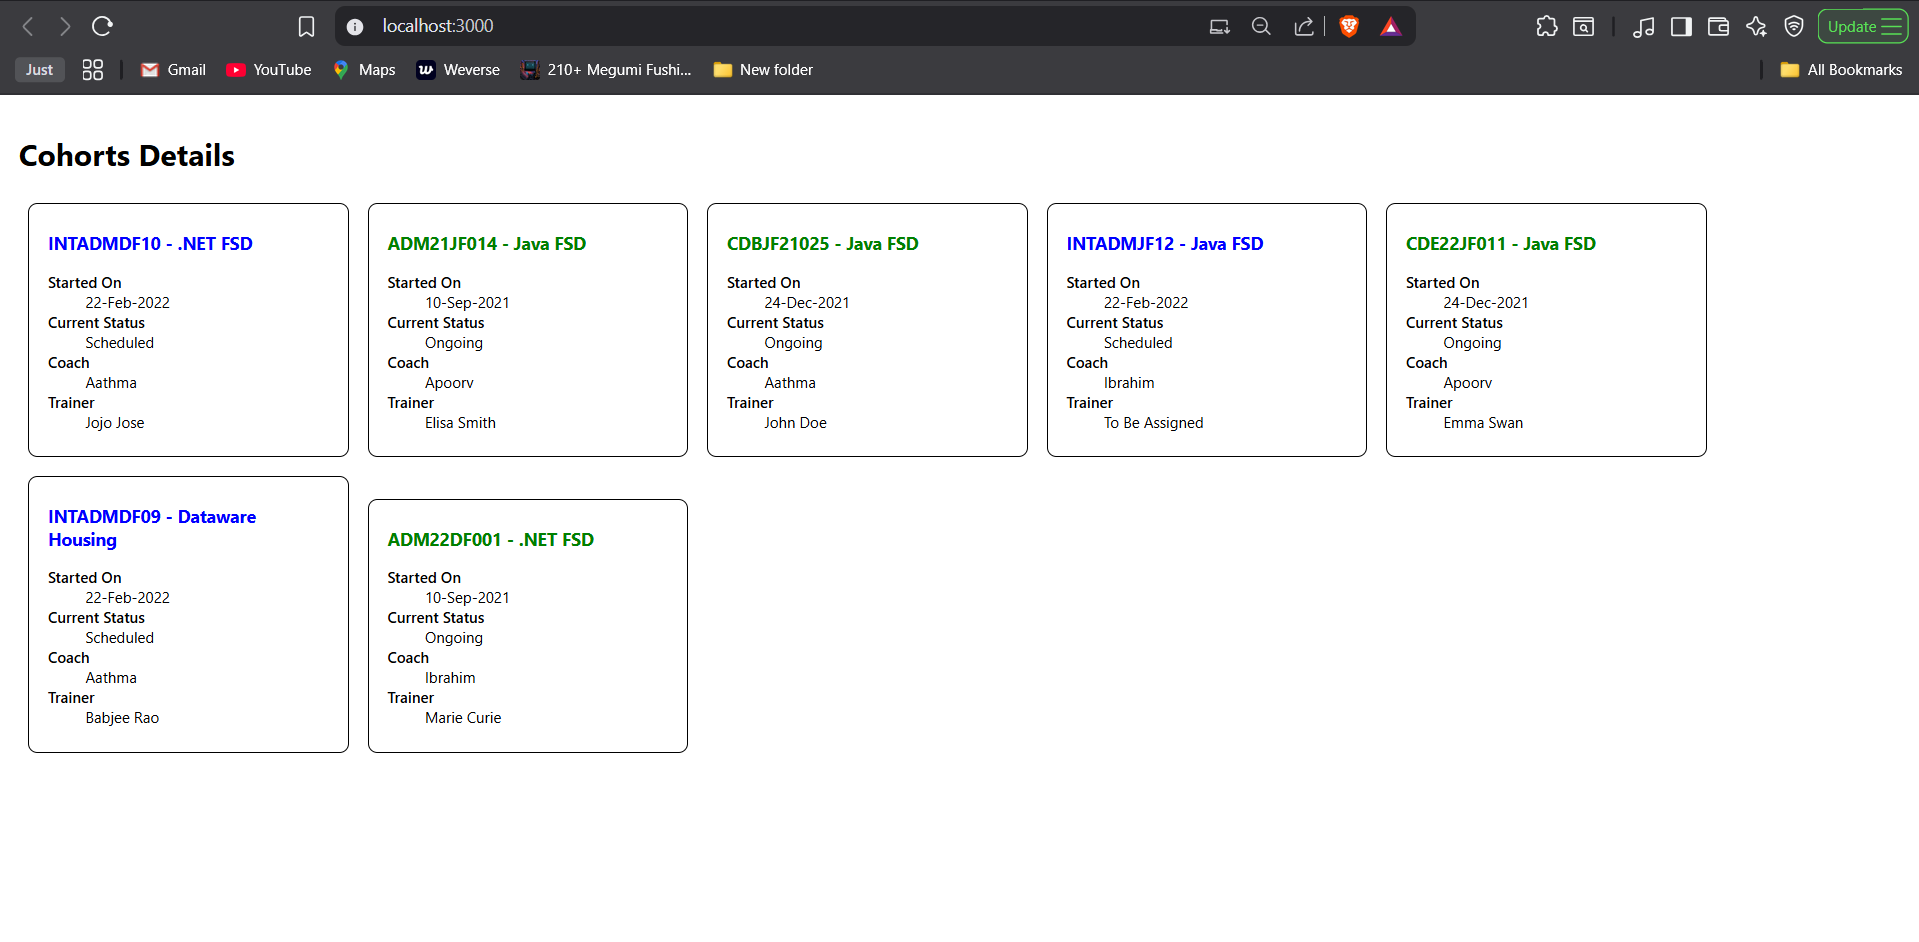 localhost:3000
Update
Just
Gmail
YouTube
Maps
Weverse
210+ Megumi Fushi...
New folder
All Bookmarks
Cohorts Details
INTADMDF10 - .NET FSD
Started On
22-Feb-2022
Current Status
Scheduled
Coach
Aathma
Trainer
Jojo Jose
ADM21JF014 - Java FSD
Started On
10-Sep-2021
Current Status
Ongoing
Coach
Apoorv
Trainer
Elisa Smith
CDBJF21025 - Java FSD
Started On
24-Dec-2021
Current Status
Ongoing
Coach
Aathma
Trainer
John Doe
INTADMJF12 - Java FSD
Started On
22-Feb-2022
Current Status
Scheduled
Coach
Ibrahim
Trainer
To Be Assigned
CDE22JF011 - Java FSD
Started On
24-Dec-2021
Current Status
Ongoing
Coach
Apoorv
Trainer
Emma Swan
INTADMDF09 - Dataware
Housing
Started On
22-Feb-2022
Current Status
Scheduled
Coach
Aathma
Trainer
Babjee Rao
ADM22DF001 - .NET FSD
Started On
10-Sep-2021
Current Status
Ongoing
Coach
Ibrahim
Trainer
Marie Curie